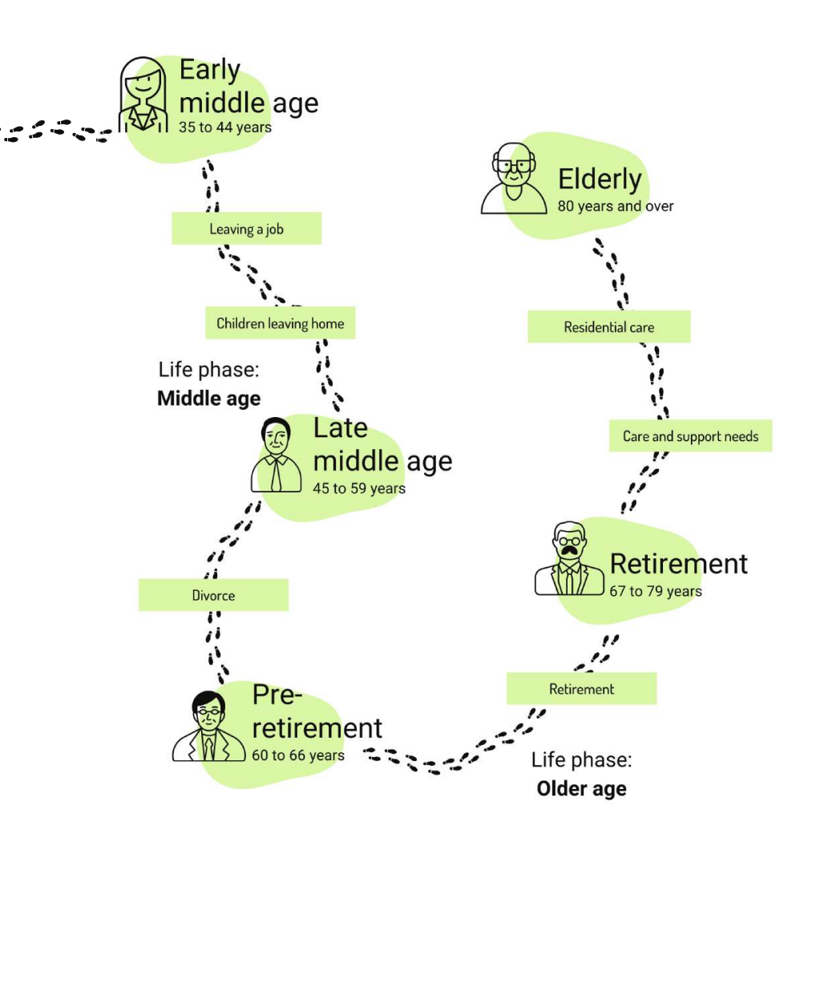 Early
middle age
35 to 44 years
Leaving a job
Children leaving home
Life phase:
Middle age
Late
middle age
45 to 59 years
Divorce
Pre-
retirement
60 to 66 years
Life phase:
Older age
Retirement
Retirement
67 to 79 years
Care and support needs
Residential care
Elderly
80 years and over